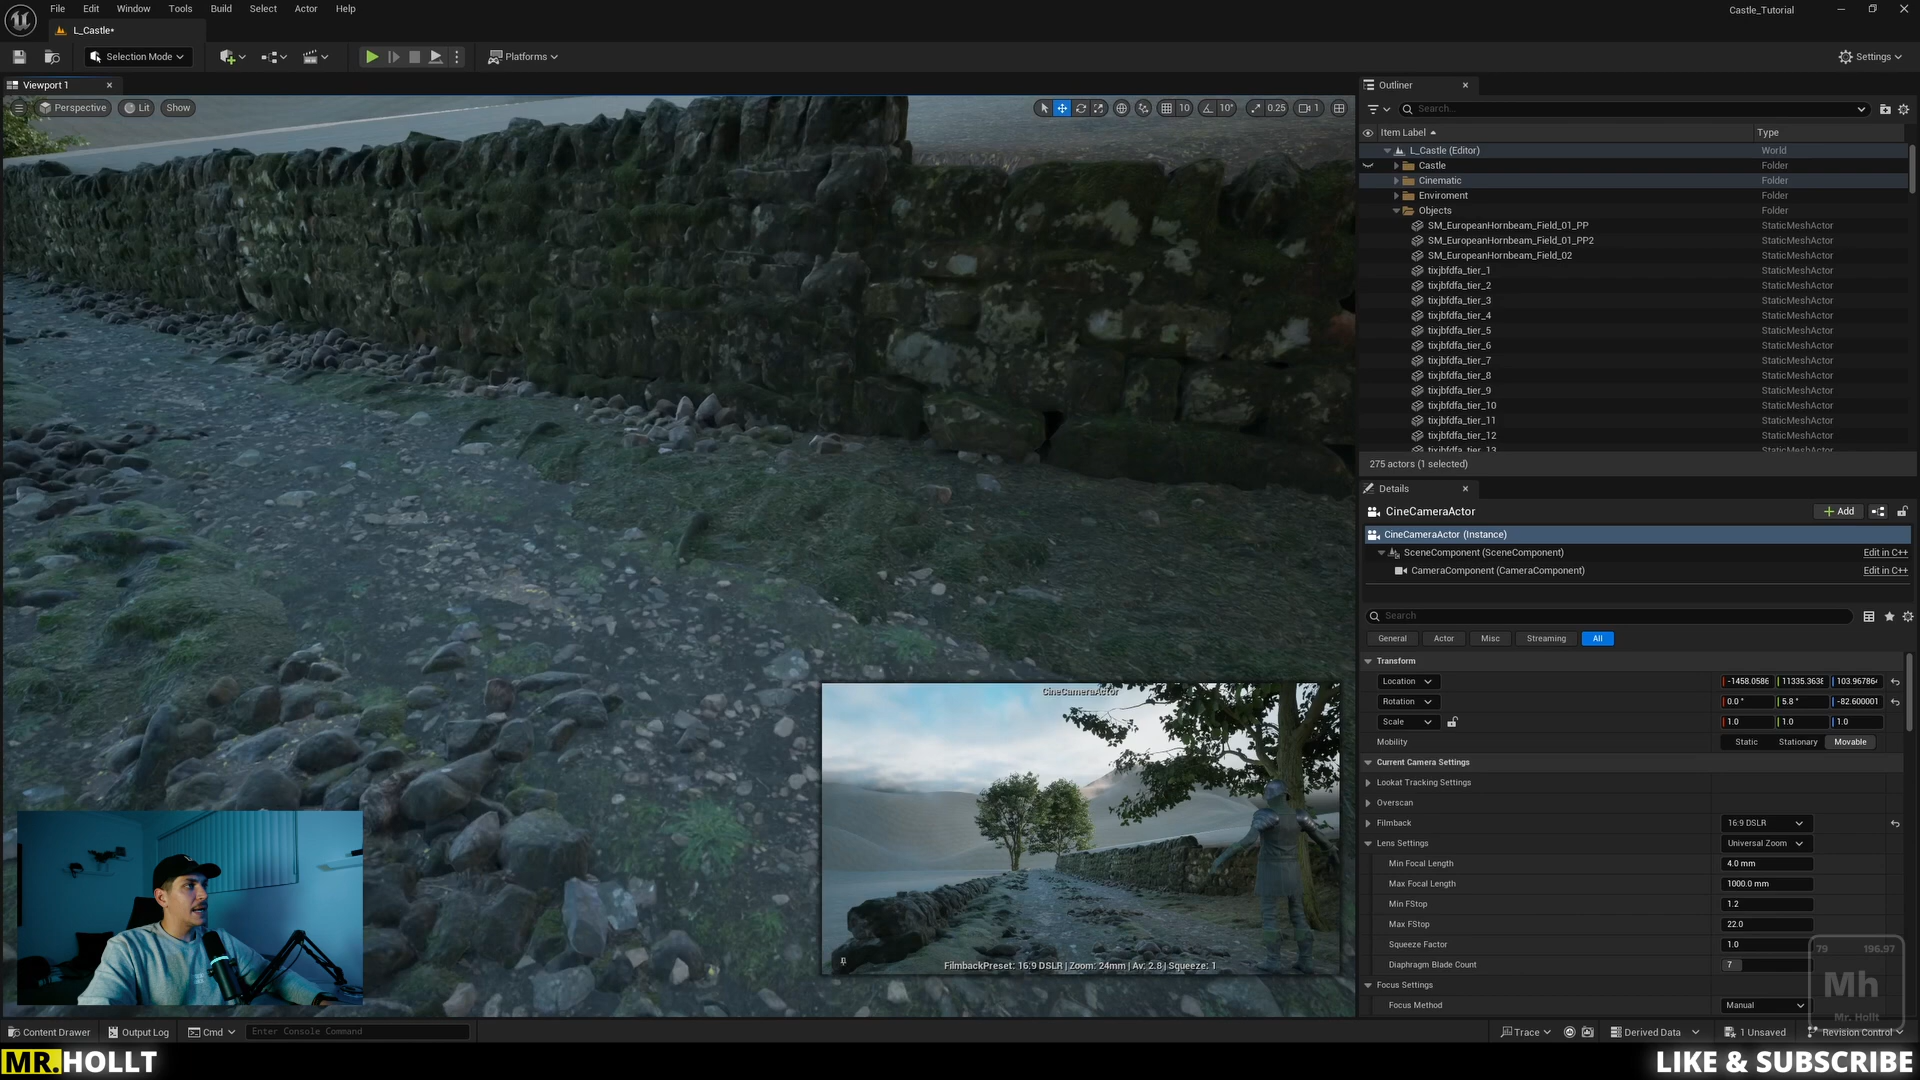 File Edit Window Tools Build Select Actor Help
Castle_Tutorial
L_Castle•
Selection Mode
Platforms
Settings
Viewport 1
Perspective Lit Show
10 10° 0.25 1
Outliner
Search...
Item Label Type
L_Castle (Editor) World
Castle Folder
Cinematic Folder
Enviroment Folder
Objects Folder
SM_EuropeanHornbeam_Field_01_PP StaticMeshActor
SM_EuropeanHornbeam_Field_01_PP2 StaticMeshActor
SM_EuropeanHornbeam_Field_02 StaticMeshActor
tixjbfdfa_tier_1 StaticMeshActor
tixjbfdfa_tier_2 StaticMeshActor
tixjbfdfa_tier_3 StaticMeshActor
tixjbfdfa_tier_4 StaticMeshActor
tixjbfdfa_tier_5 StaticMeshActor
tixjbfdfa_tier_6 StaticMeshActor
tixjbfdfa_tier_7 StaticMeshActor
tixjbfdfa_tier_8 StaticMeshActor
tixjbfdfa_tier_9 StaticMeshActor
tixjbfdfa_tier_10 StaticMeshActor
tixjbfdfa_tier_11 StaticMeshActor
tixjbfdfa_tier_12 StaticMeshActor
tixjbfdfa_tier_13 StaticMeshActor
275 actors (1 selected)
Details
CineCameraActor
Add
CineCameraActor (Instance)
SceneComponent (SceneComponent) Edit in C++
CameraComponent (CameraComponent) Edit in C++
Search
General Actor Misc Streaming All
Transform
Location -1458.0586 11335.3638 103.96786
Rotation 0.0° 5.8° -82.600001
Scale 1.0 1.0 1.0
Mobility Static Stationary Movable
Current Camera Settings
Lookat Tracking Settings
Overscan
Filmback 16:9 DSLR
Lens Settings Universal Zoom
Min Focal Length 4.0 mm
Max Focal Length 1000.0 mm
Min FStop 1.2
Max FStop 22.0
Squeeze Factor 1.0
Diaphragm Blade Count 7
Focus Settings
Focus Method Manual
CineCameraActor
FilmbackPreset: 16:9 DSLR | Zoom: 24mm | Av: 2.8 | Squeeze: 1
79 196.97
Mh
Mr. Hollt
Content Drawer Output Log Cmd Enter Console Command
Trace Derived Data 1 Unsaved Revision Control
MR.HOLLT
LIKE & SUBSCRIBE